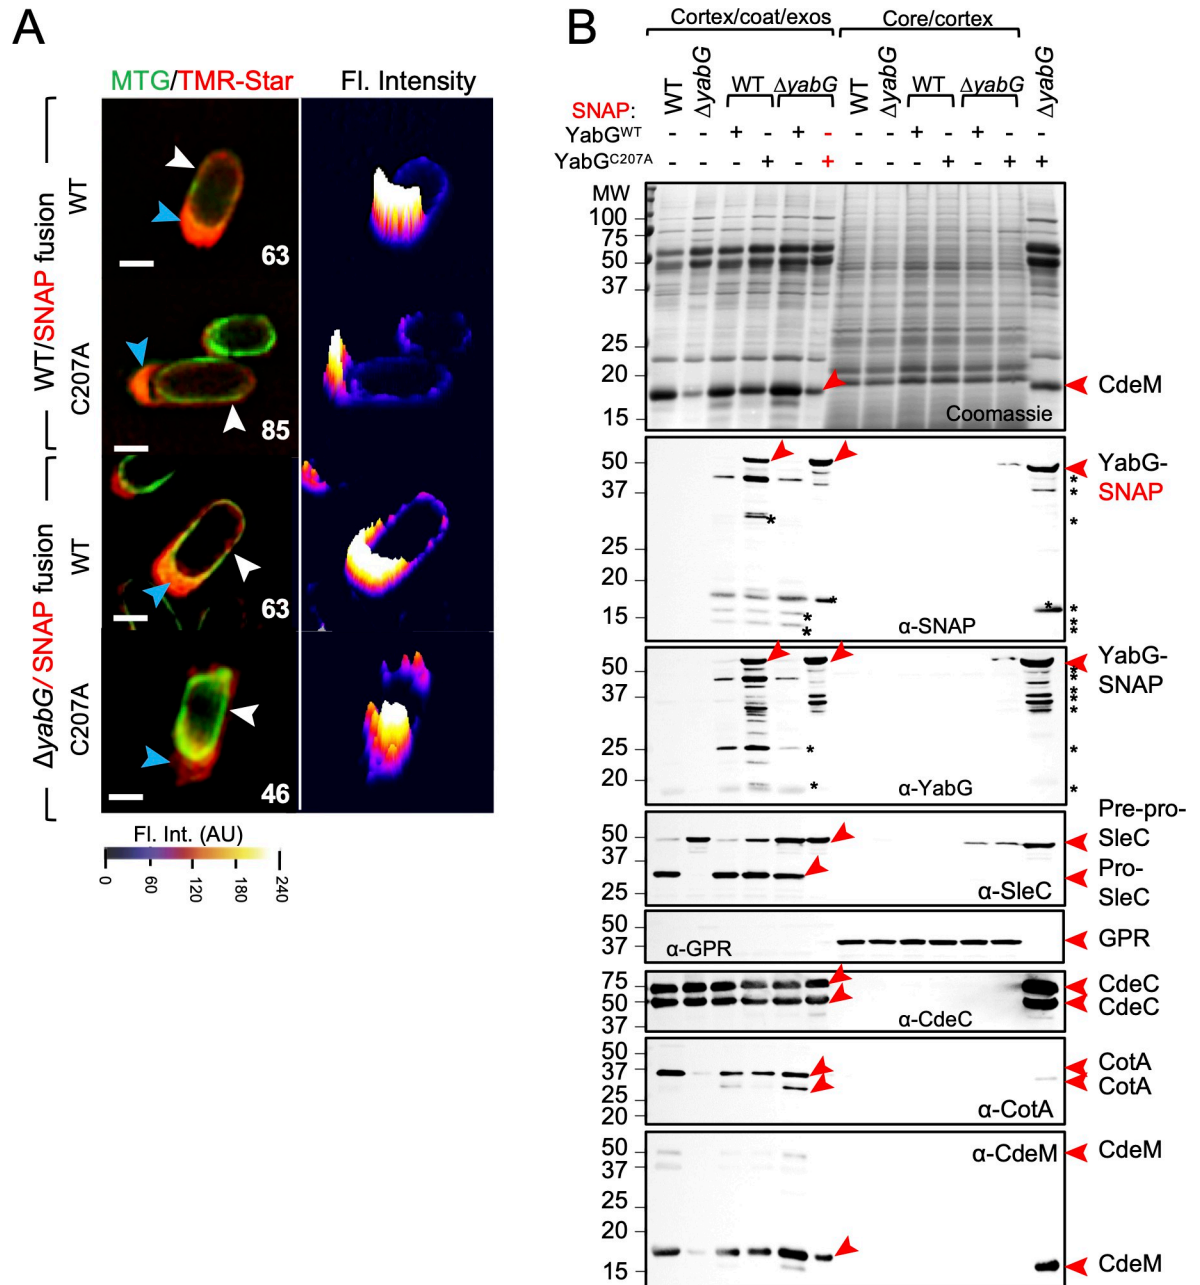 A
MTG/TMR-Star
Fl. Intensity
WT/SNAP fusion
WT
63
C207A
85
ΔyabG/ SNAP fusion
WT
63
C207A
46
Fl. Int. (AU)
0
60
120
180
240
B
Cortex/coat/exos
Core/cortex
WT
ΔyabG
WT
ΔyabG
WT
ΔyabG
WT
ΔyabG
ΔyabG
SNAP:
YabGWT - - + - + - - - + - + - -
YabGC207A - - - + - + - - - + - + +
MW
100
75
50
37
25
20
15
CdeM
Coomassie
50
37
20
15
YabG-
SNAP
* * * * * * * * * *
α-SNAP
50
37
25
20
YabG-
SNAP
* * * * * * * * *
α-YabG
50
37
25
Pre-pro-
SleC
Pro-
SleC
α-SleC
50
37
GPR
α-GPR
75
50
37
CdeC
CdeC
α-CdeC
50
37
25
20
CotA
CotA
α-CotA
50
37
25
20
15
α-CdeM
CdeM
CdeM